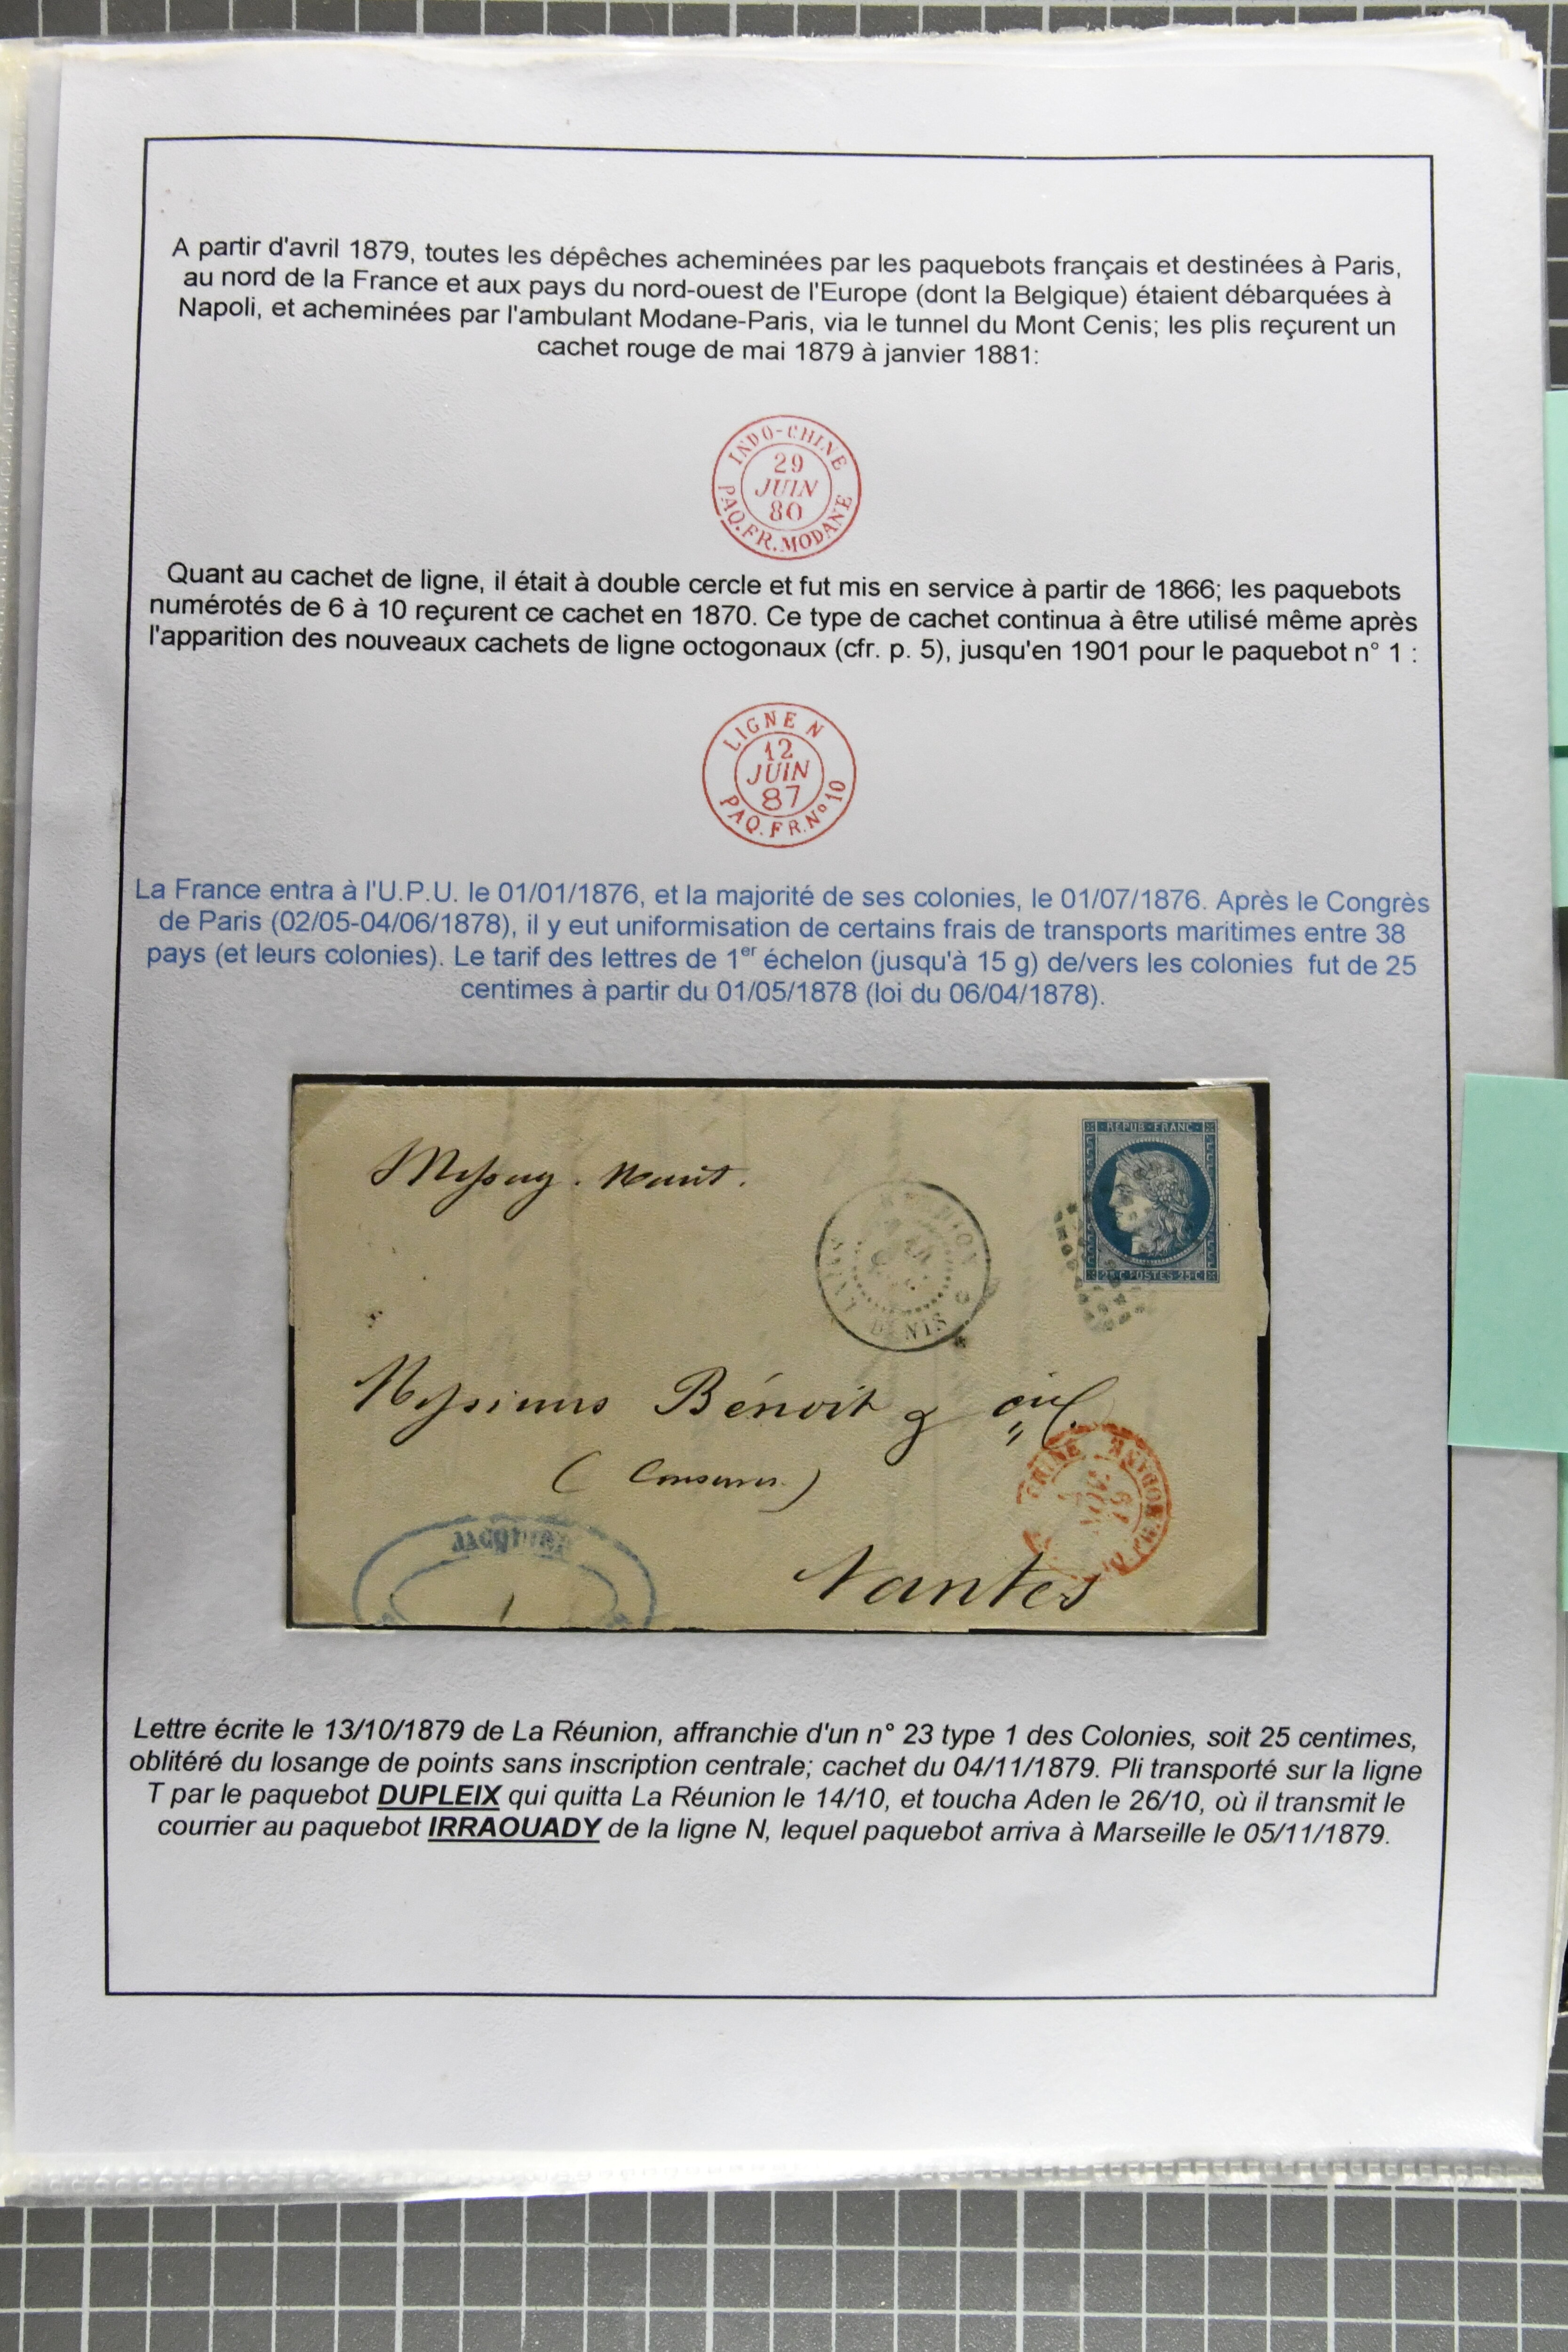 A partir d'avril 1879, toutes les dépêches acheminées par les paquebots français et destinées à Paris,
au nord de la France et aux pays du nord-ouest de l'Europe (dont la Belgique) étaient débarquées à
Napoli, et acheminées par l'ambulant Modane-Paris, via le tunnel du Mont Cenis; les plis reçurent un
cachet rouge de mai 1879 à janvier 1881:
INDO-CHINE
29
JUIN
80
PAQ.FR.MODANE
Quant au cachet de ligne, il était à double cercle et fut mis en service à partir de 1866; les paquebots
numérotés de 6 à 10 reçurent ce cachet en 1870. Ce type de cachet continua à être utilisé même après
l'apparition des nouveaux cachets de ligne octogonaux (cfr. p. 5), jusqu'en 1901 pour le paquebot n° 1 :
LIGNE N
12
JUIN
87
PAQ.FR.Nº10
La France entra à l'U.P.U. le 01/01/1876, et la majorité de ses colonies, le 01/07/1876. Après le Congrès
de Paris (02/05-04/06/1878), il y eut uniformisation de certains frais de transports maritimes entre 38
pays (et leurs colonies). Le tarif des lettres de 1er échelon (jusqu'à 15 g) de/vers les colonies fut de 25
centimes à partir du 01/05/1878 (loi du 06/04/1878).
REPUB·FRANC·
25 C POSTES 25 C
Messag.
Messieurs Bénoit &
Nantes
Lettre écrite le 13/10/1879 de La Réunion, affranchie d'un n° 23 type 1 des Colonies, soit 25 centimes,
oblitéré du losange de points sans inscription centrale; cachet du 04/11/1879. Pli transporté sur la ligne
T par le paquebot DUPLEIX qui quitta La Réunion le 14/10, et toucha Aden le 26/10, où il transmit le
courrier au paquebot IRRAOUADY de la ligne N, lequel paquebot arriva à Marseille le 05/11/1879.